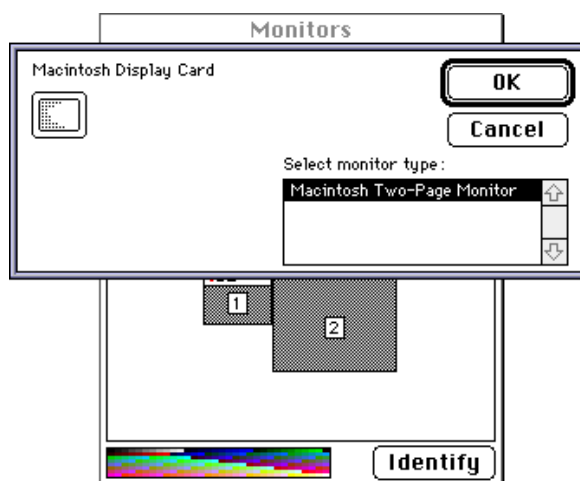 Monitors
Macintosh Display Card
OK
Cancel
Select monitor type:
Macintosh Two-Page Monitor
1
2
Identify